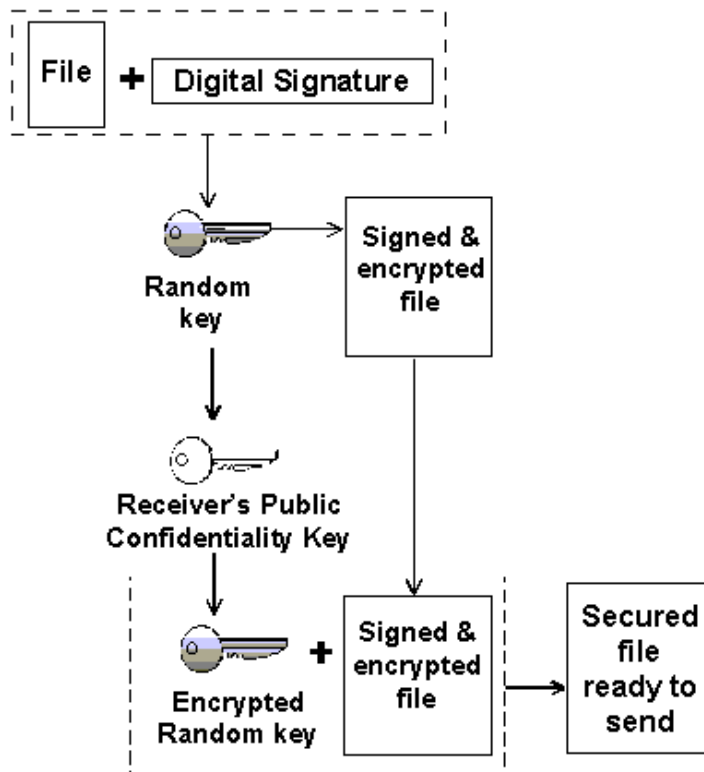 File
+
Digital Signature
Random
key
Signed &
encrypted
file
Receiver's Public
Confidentiality Key
Encrypted
Random key
+
Signed &
encrypted
file
Secured
file
ready to
send